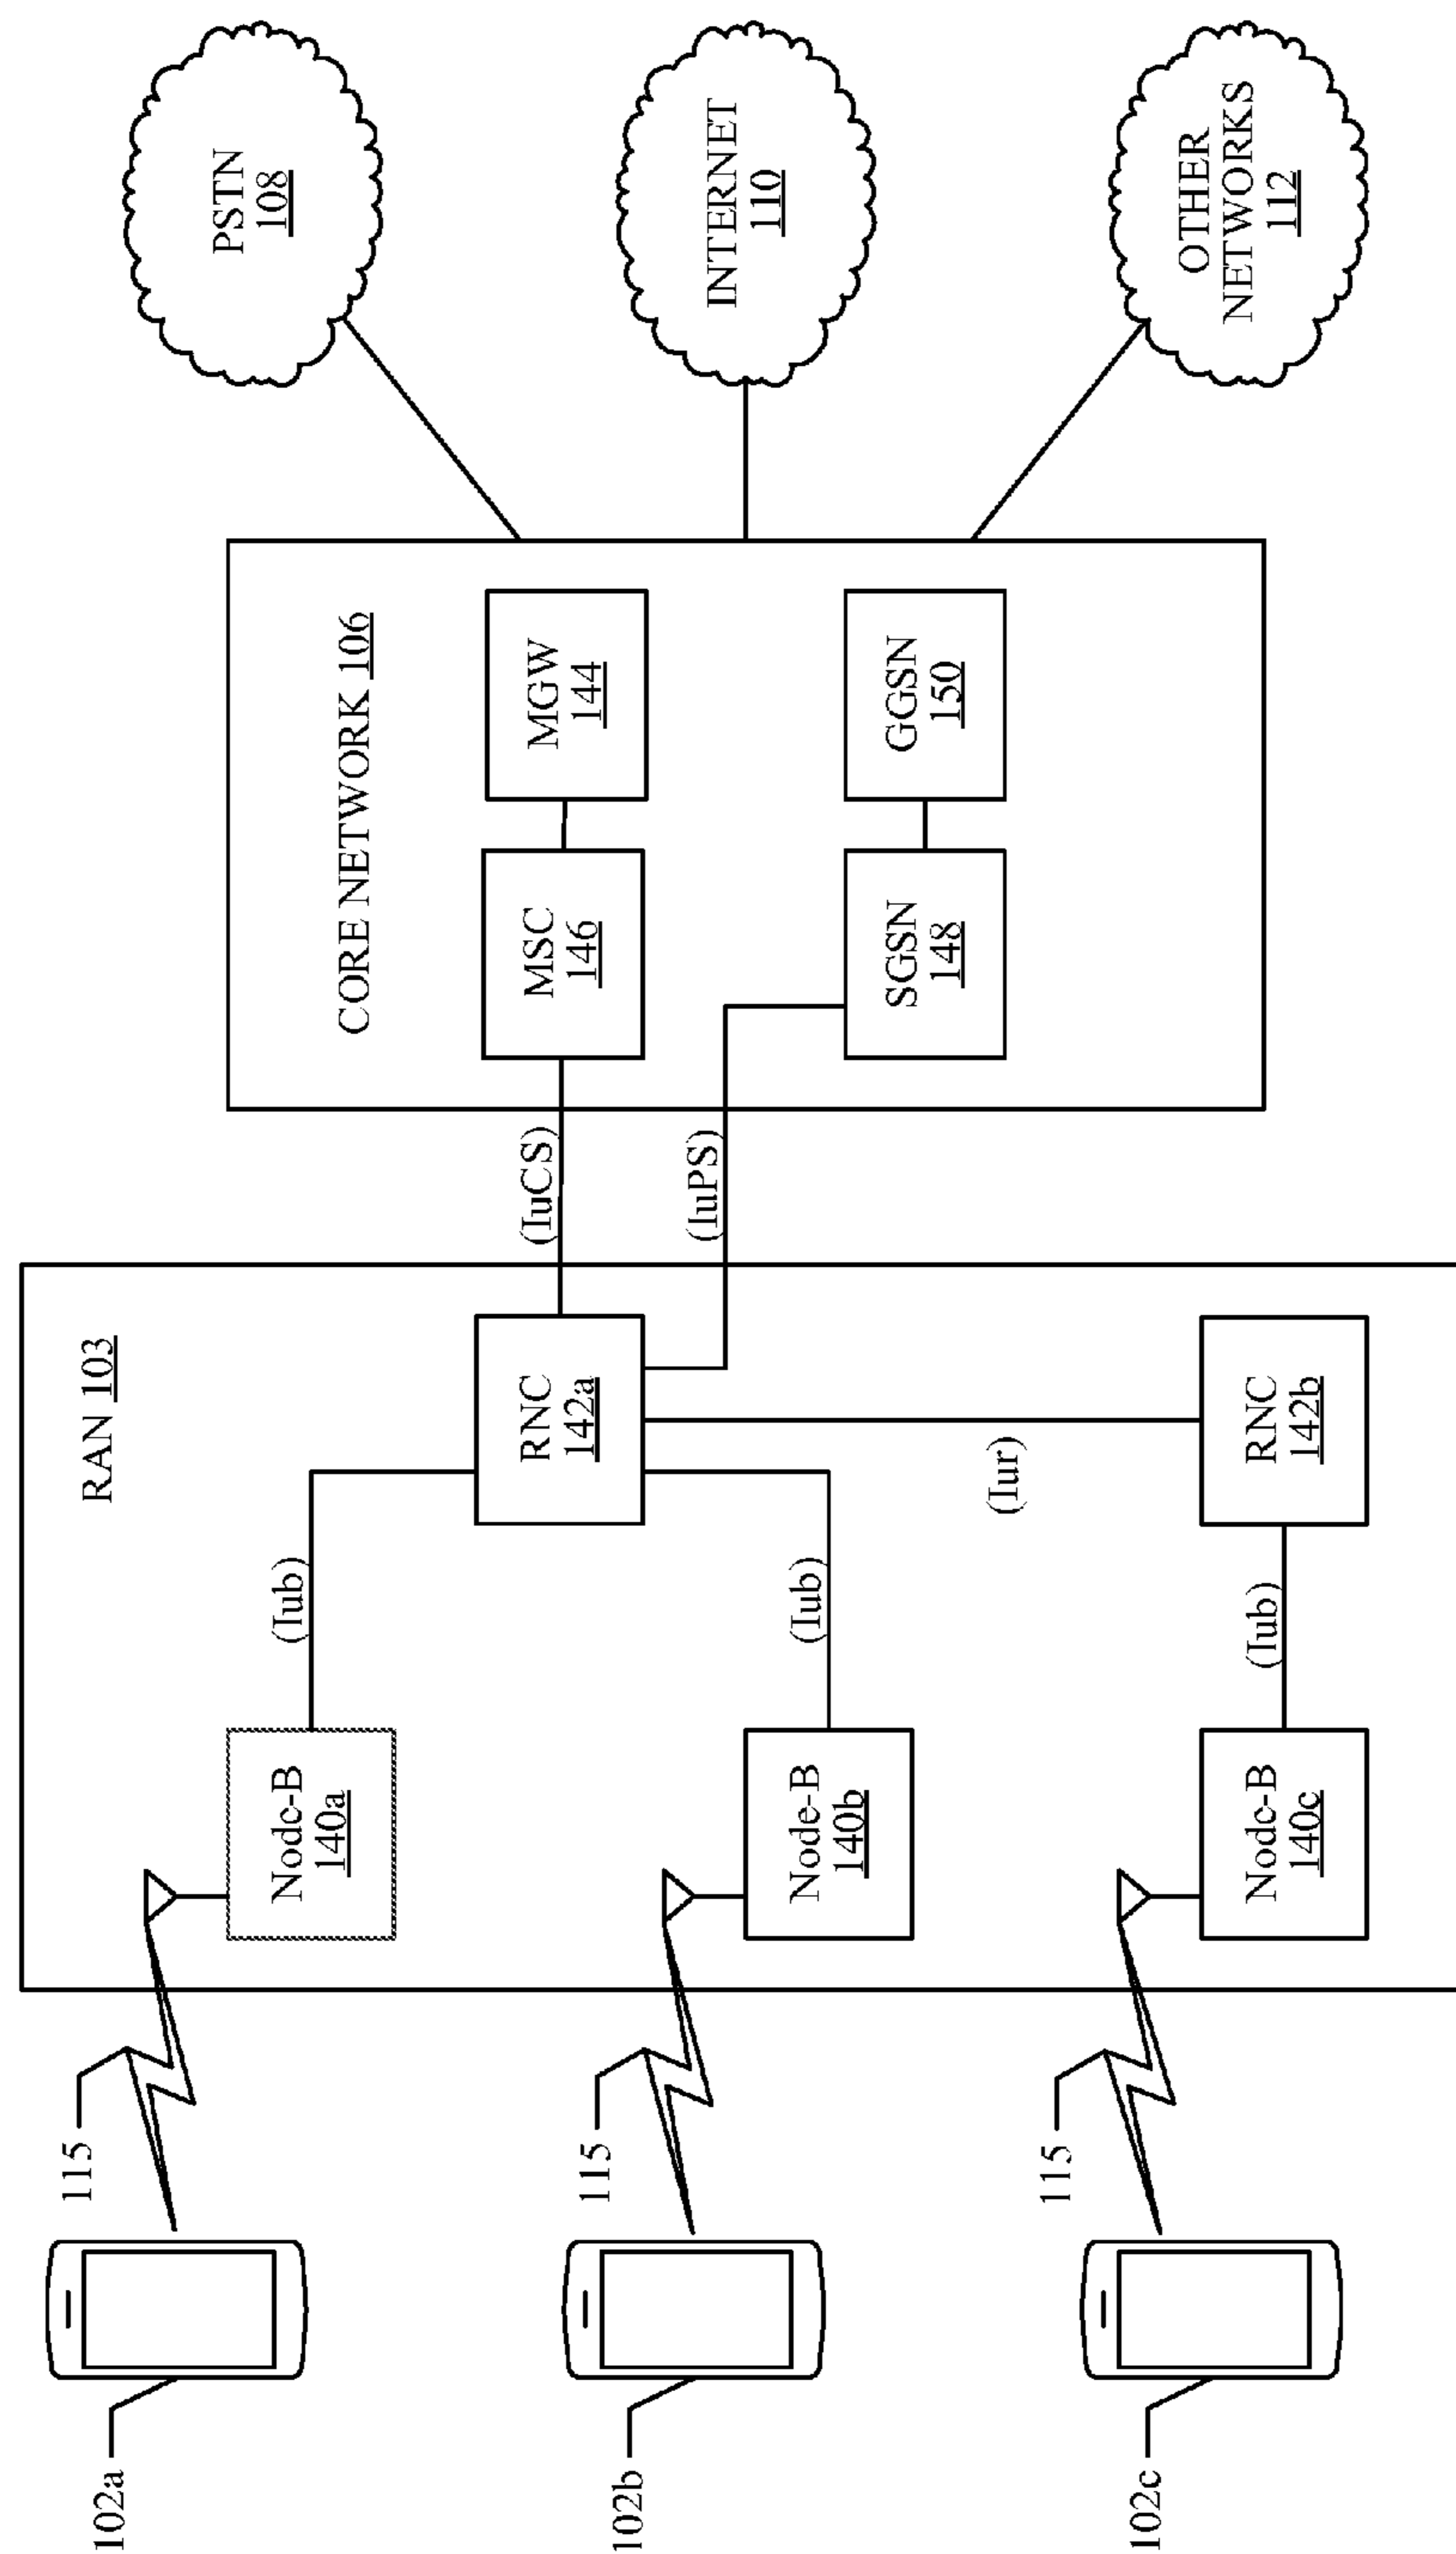 102a
115
Node-B
140a
(Iub)
RAN 103
102b
115
Node-B
140b
(Iub)
RNC
142a
(Iur)
102c
115
Node-B
140c
(Iub)
RNC
142b
(IuCS)
(IuPS)
CORE NETWORK 106
MSC
146
MGW
144
SGSN
148
GGSN
150
PSTN
108
INTERNET
110
OTHER
NETWORKS
112